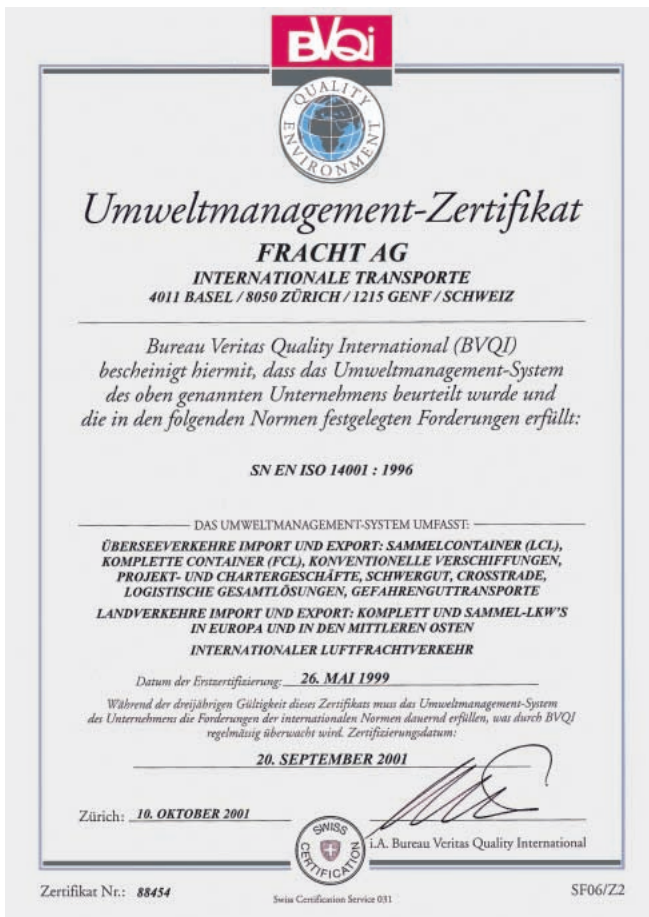 BVQi
QUALITY
ENVIRONMENT
Umweltmanagement-Zertifikat
FRACHT AG
INTERNATIONALE TRANSPORTE
4011 BASEL / 8050 ZÜRICH / 1215 GENF / SCHWEIZ
Bureau Veritas Quality International (BVQI)
bescheinigt hiermit, dass das Umweltmanagement-System
des oben genannten Unternehmens beurteilt wurde und
die in den folgenden Normen festgelegten Forderungen erfüllt:
SN EN ISO 14001 : 1996
DAS UMWELTMANAGEMENT-SYSTEM UMFASST:
ÜBERSEEVERKEHRE IMPORT UND EXPORT: SAMMELCONTAINER (LCL),
KOMPLETTE CONTAINER (FCL), KONVENTIONELLE VERSCHIFFUNGEN,
PROJEKT- UND CHARTERGESCHÄFTE, SCHWERGUT, CROSSTRADE,
LOGISTISCHE GESAMTLÖSUNGEN, GEFAHRENGUTTRANSPORTE
LANDVERKEHRE IMPORT UND EXPORT: KOMPLETT UND SAMMEL-LKW'S
IN EUROPA UND IN DEN MITTLEREN OSTEN
INTERNATIONALER LUFTFRACHTVERKEHR
Datum der Erstzertifizierung: 26. MAI 1999
Während der dreijährigen Gültigkeit dieses Zertifikats muss das Umweltmanagement-System
des Unternehmens die Forderungen der internationalen Normen dauernd erfüllen, was durch BVQI
regelmässig überwacht wird. Zertifizierungsdatum:
20. SEPTEMBER 2001
Zürich: 10. OKTOBER 2001
i.A. Bureau Veritas Quality International
SWISS
CERTIFICATION
Zertifikat Nr.: 88454
Swiss Certification Service 031
SF06/Z2